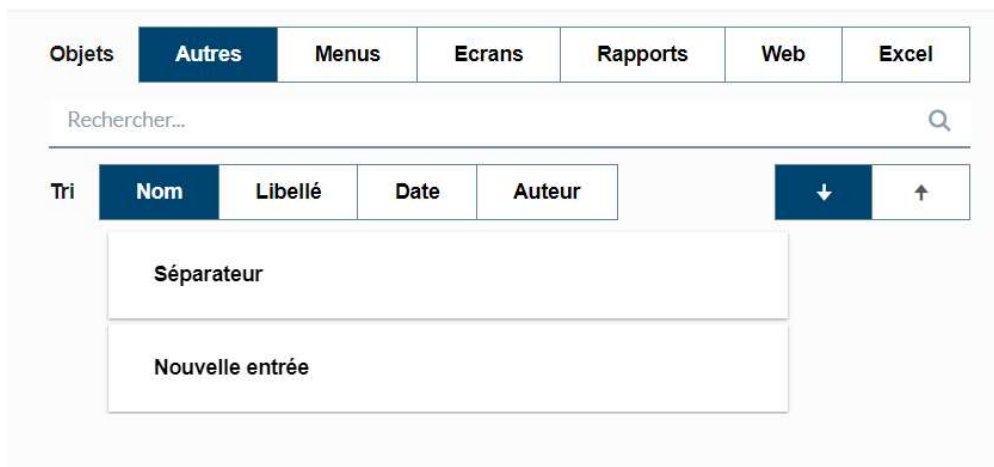 Objets Autres Menus Ecrans Rapports Web Excel
Rechercher...
Tri Nom Libellé Date Auteur
Séparateur
Nouvelle entrée